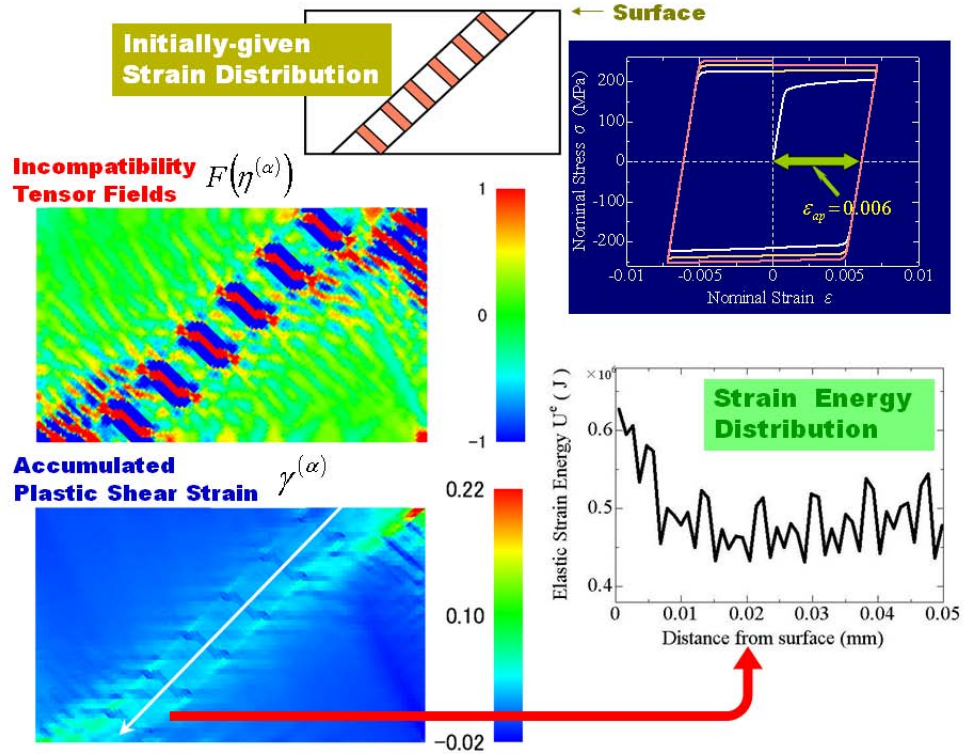 Surface
Initially-given
Strain Distribution
Nominal Stress σ (MPa)
200
100
0
-100
-200
ε_ap=0.006
-0.01
-0.005
0
0.005
0.01
Nominal Strain ε
Incompatibility
Tensor Fields
F(η^(α))
1
0
−1
Accumulated
Plastic Shear Strain
γ^(α)
0.22
0.10
−0.02
Strain Energy
Distribution
Elastic Strain Energy U^e ( J )
0.6
0.5
0.4
0
0.01
0.02
0.03
0.04
0.05
Distance from surface (mm)